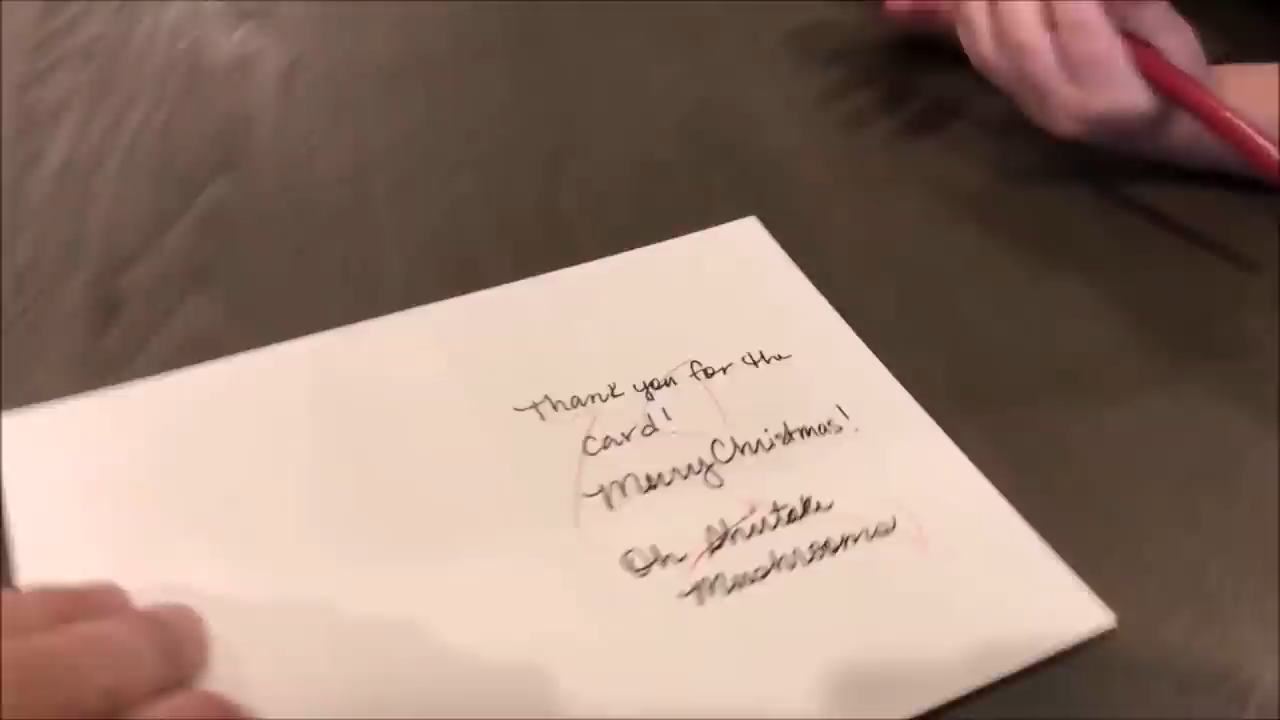 Thank you for the
card!
Merry Christmas!
Oh Shiitake
Mushrooms